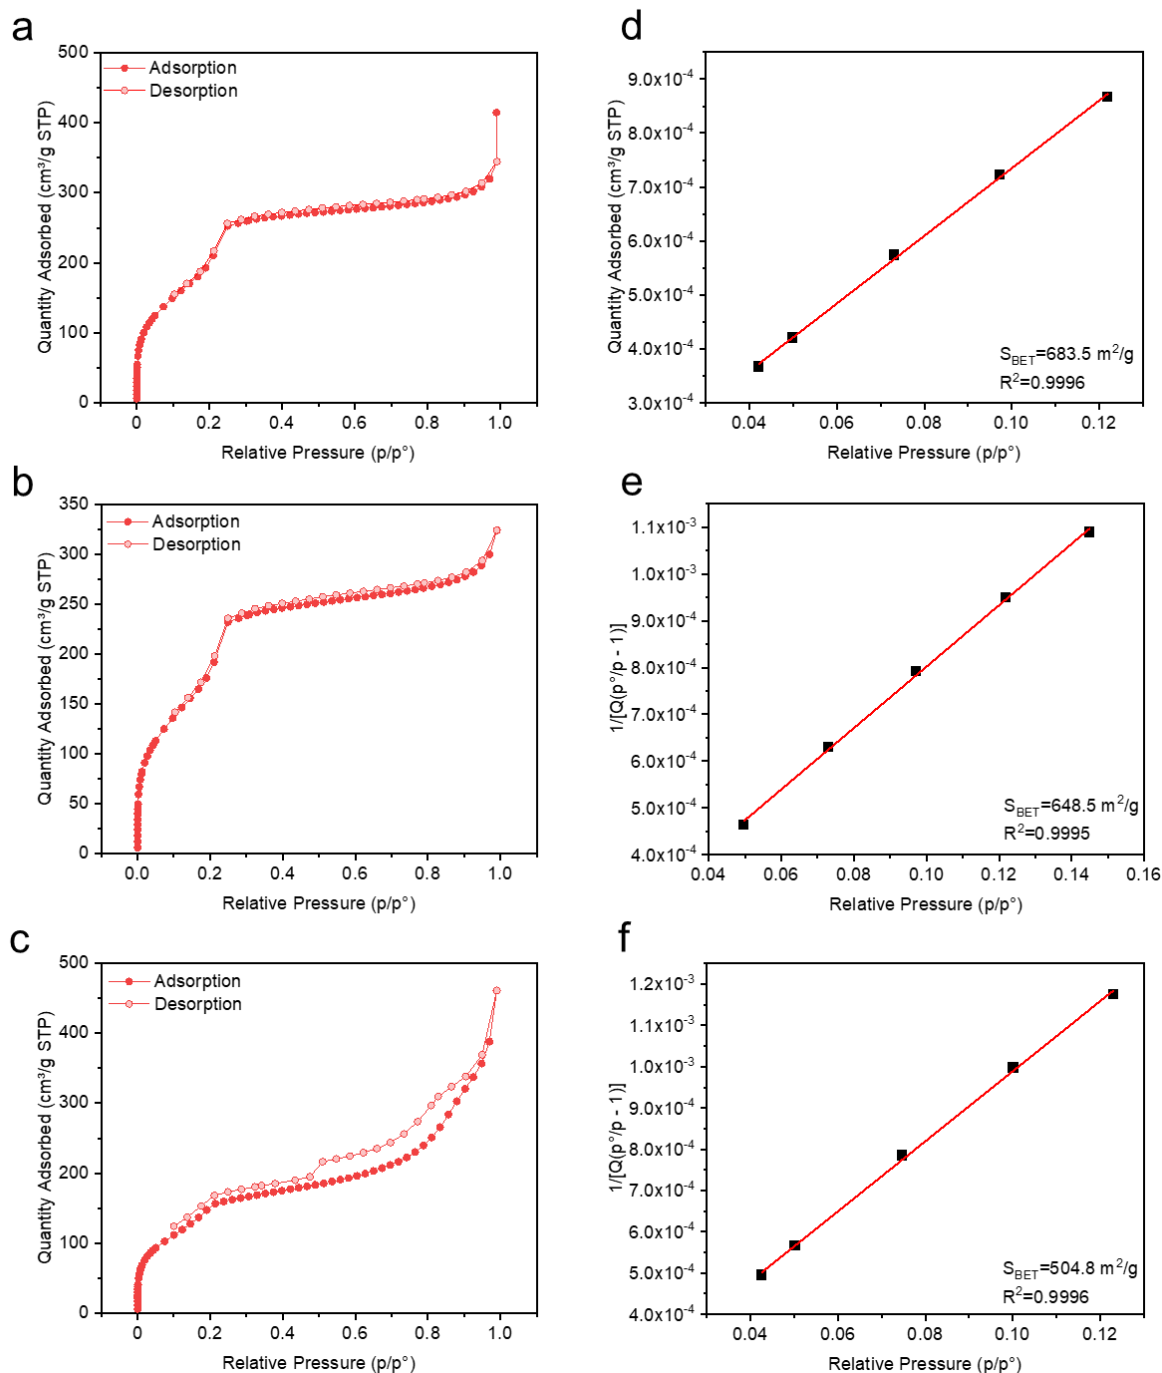 a
500
400
300
200
100
0
Quantity Adsorbed (cm³/g STP)
Adsorption
Desorption
0 0.2 0.4 0.6 0.8 1.0
Relative Pressure (p/p°)
d
9.0x10⁻⁴
8.0x10⁻⁴
7.0x10⁻⁴
6.0x10⁻⁴
5.0x10⁻⁴
4.0x10⁻⁴
3.0x10⁻⁴
Quantity Adsorbed (cm³/g STP)
S_BET=683.5 m²/g
R²=0.9996
0.04 0.06 0.08 0.10 0.12
Relative Pressure (p/p°)
b
350
300
250
200
150
100
50
0
Quantity Adsorbed (cm³/g STP)
Adsorption
Desorption
0.0 0.2 0.4 0.6 0.8 1.0
Relative Pressure (p/p°)
e
1.1x10⁻³
1.0x10⁻³
9.0x10⁻⁴
8.0x10⁻⁴
7.0x10⁻⁴
6.0x10⁻⁴
5.0x10⁻⁴
4.0x10⁻⁴
1/[Q(p°/p - 1)]
S_BET=648.5 m²/g
R²=0.9995
0.04 0.06 0.08 0.10 0.12 0.14 0.16
Relative Pressure (p/p°)
c
500
400
300
200
100
0
Quantity Adsorbed (cm³/g STP)
Adsorption
Desorption
0 0.2 0.4 0.6 0.8 1.0
Relative Pressure (p/p°)
f
1.2x10⁻³
1.1x10⁻³
1.0x10⁻³
9.0x10⁻⁴
8.0x10⁻⁴
7.0x10⁻⁴
6.0x10⁻⁴
5.0x10⁻⁴
4.0x10⁻⁴
1/[Q(p°/p - 1)]
S_BET=504.8 m²/g
R²=0.9996
0.04 0.06 0.08 0.10 0.12
Relative Pressure (p/p°)